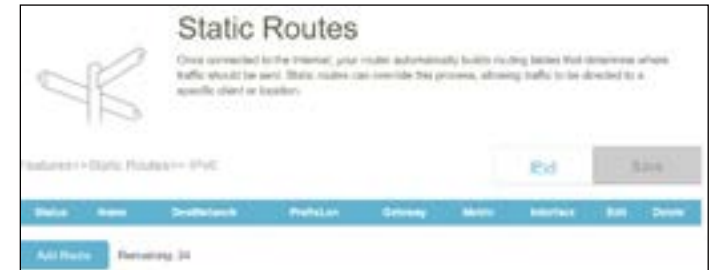 Static Routes
Once connected to the Internet, your router automatically builds routing tables that determine where
traffic should be sent. Static routes can override this process, allowing traffic to be directed to a
specific client or location.
Features>>Static Routes>> IPV6
IPv4 Save
Status Name DestNetwork PrefixLen Gateway Metric Interface Edit Delete
Add Route Remaining: 24